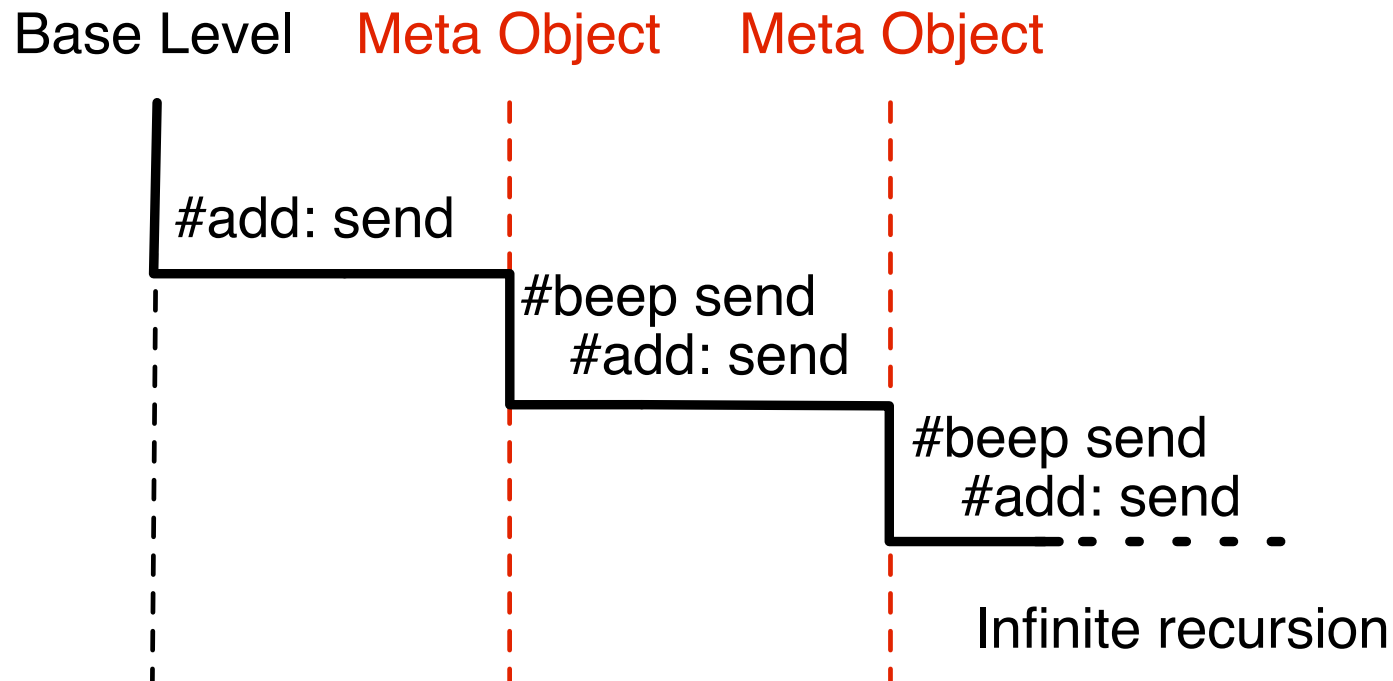 Base Level
Meta Object
Meta Object
#add: send
#beep send
#add: send
#beep send
#add: send
Infinite recursion